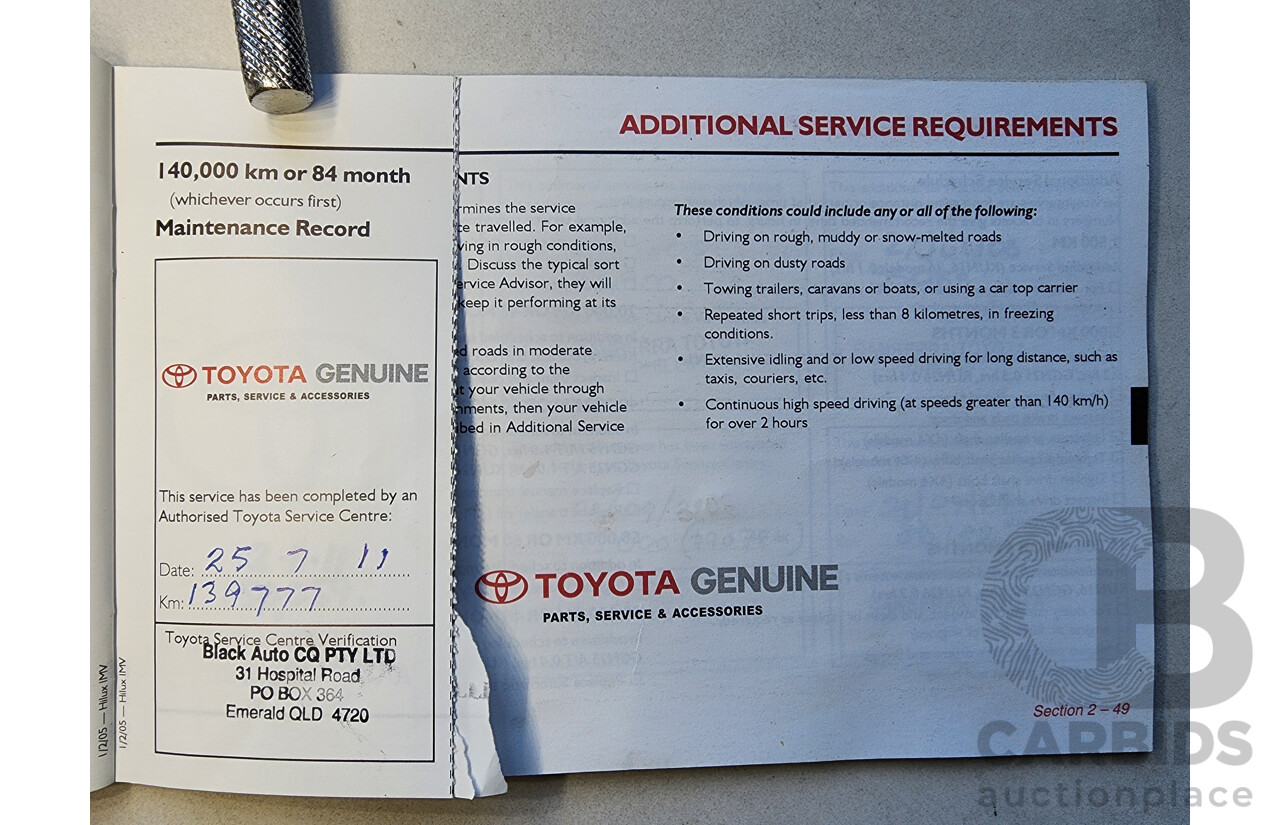 140,000 km or 84 month
(whichever occurs first)
Maintenance Record
TOYOTA GENUINE
PARTS, SERVICE & ACCESSORIES
This service has been completed by an
Authorised Toyota Service Centre:
Date: 25 7 11
Km: 139777
Toyota Service Centre Verification
Black Auto CQ PTY LTD
31 Hospital Road
PO BOX 364
Emerald QLD 4720
1/2/05 — Hilux IMV
1/2/05 — Hilux IMV
ADDITIONAL SERVICE REQUIREMENTS
NTS
rmines the service
e travelled. For example,
ving in rough conditions,
. Discuss the typical sort
ervice Advisor, they will
keep it performing at its
d roads in moderate
according to the
t your vehicle through
nments, then your vehicle
bed in Additional Service
These conditions could include any or all of the following:
• Driving on rough, muddy or snow-melted roads
• Driving on dusty roads
• Towing trailers, caravans or boats, or using a car top carrier
• Repeated short trips, less than 8 kilometres, in freezing
conditions.
• Extensive idling and or low speed driving for long distance, such as
taxis, couriers, etc.
• Continuous high speed driving (at speeds greater than 140 km/h)
for over 2 hours
TOYOTA GENUINE
PARTS, SERVICE & ACCESSORIES
Section 2 – 49
CB
CARBIDS
auctionplace